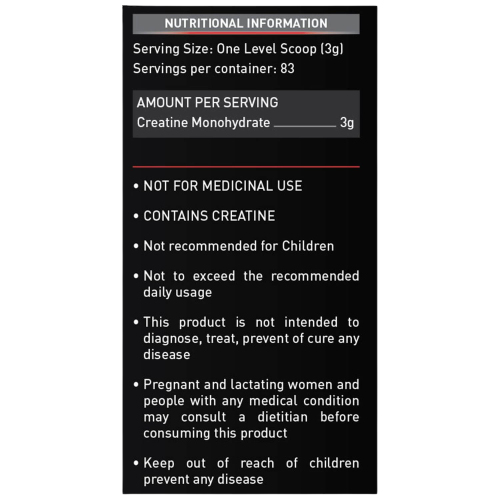 NUTRITIONAL INFORMATION
Serving Size: One Level Scoop (3g)
Servings per container: 83
AMOUNT PER SERVING
Creatine Monohydrate ________ 3g
• NOT FOR MEDICINAL USE
• CONTAINS CREATINE
• Not recommended for Children
• Not to exceed the recommended
daily usage
• This product is not intended to
diagnose, treat, prevent of cure any
disease
• Pregnant and lactating women and
people with any medical condition
may consult a dietitian before
consuming this product
• Keep out of reach of children
prevent any disease